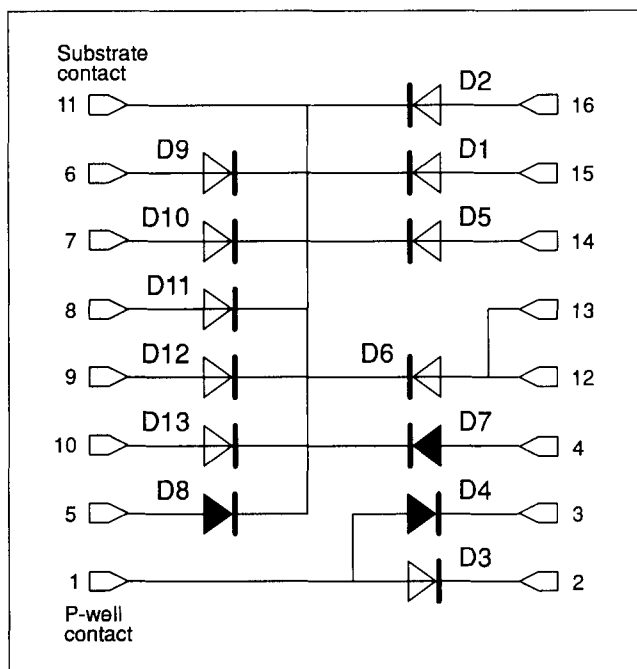 Substrate
contact
11 D2 16
6 D9 D1 15
7 D10 D5 14
8 D11 13
9 D12 D6 12
10 D13 D7 4
5 D8 D4 3
1 D3 2
P-well
contact